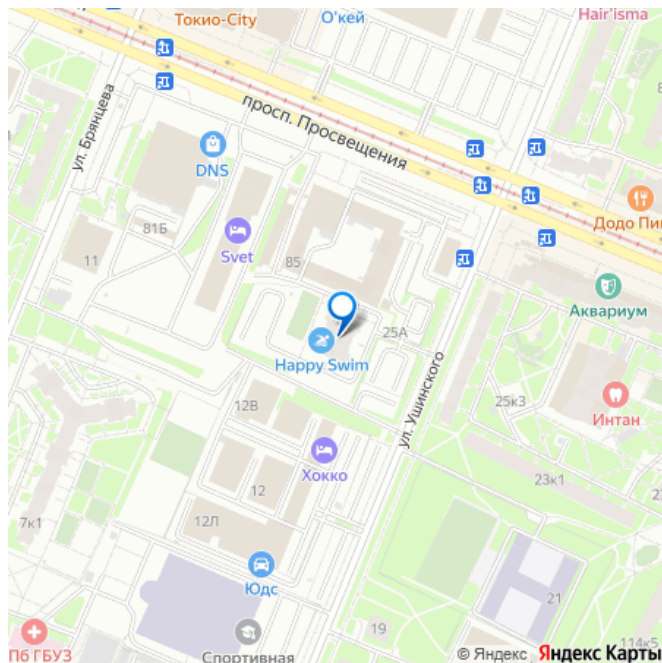 Токио-City
О'кей
Hair'isma
ул. Брянцева
просп. Просвещения
DNS
Додо
81Б
Svet
11
85
Аквариум
25А
Happy Swim
ул. Ушинского
25к3
Интан
12В
Хокко
23к1
12
7к1
12Л
Юдс
21
19
Пб ГБУЗ
Спортивная
114к5
© Яндекс Яндекс Карты